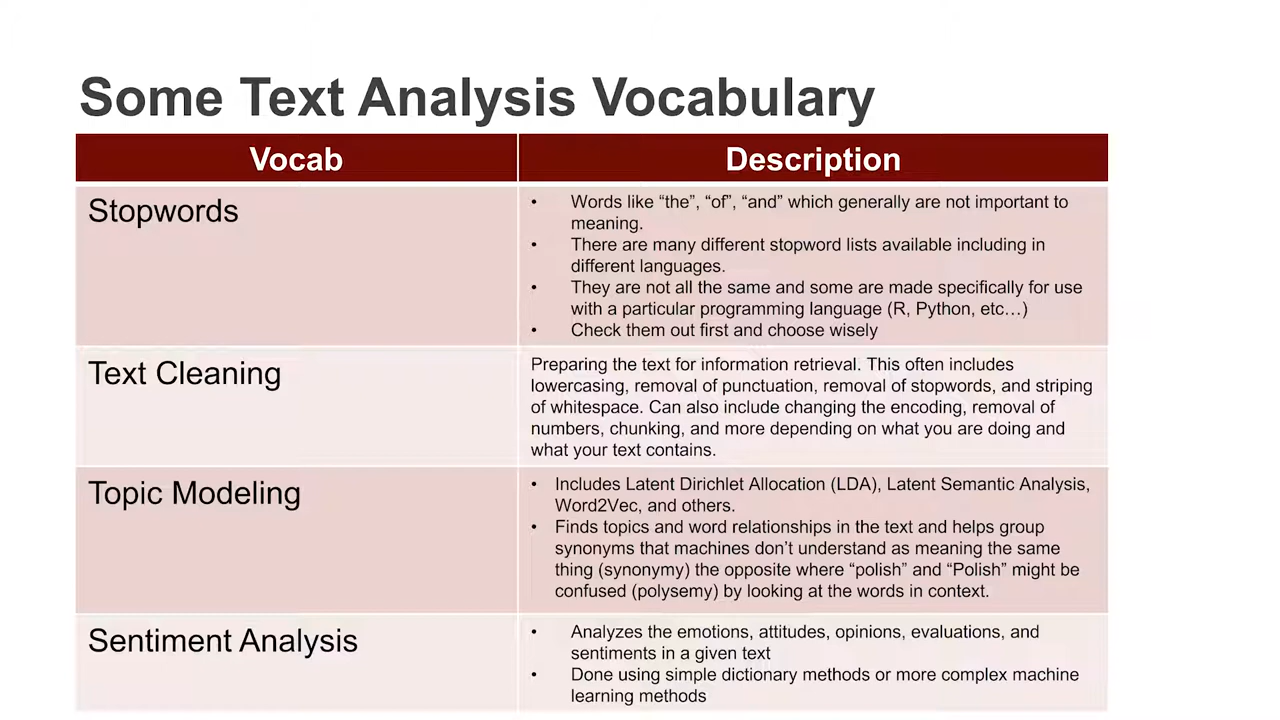 Some Text Analysis Vocabulary
Vocab
Description
Stopwords
• Words like “the”, “of”, “and” which generally are not important to
meaning.
• There are many different stopword lists available including in
different languages.
• They are not all the same and some are made specifically for use
with a particular programming language (R, Python, etc…)
• Check them out first and choose wisely
Text Cleaning
Preparing the text for information retrieval. This often includes
lowercasing, removal of punctuation, removal of stopwords, and striping
of whitespace. Can also include changing the encoding, removal of
numbers, chunking, and more depending on what you are doing and
what your text contains.
Topic Modeling
• Includes Latent Dirichlet Allocation (LDA), Latent Semantic Analysis,
Word2Vec, and others.
• Finds topics and word relationships in the text and helps group
synonyms that machines don’t understand as meaning the same
thing (synonymy) the opposite where “polish” and “Polish” might be
confused (polysemy) by looking at the words in context.
Sentiment Analysis
• Analyzes the emotions, attitudes, opinions, evaluations, and
sentiments in a given text
• Done using simple dictionary methods or more complex machine
learning methods